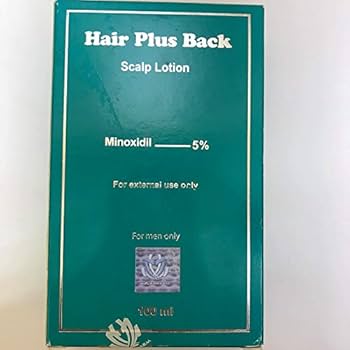 Hair Plus Back
Scalp Lotion
Minoxidil 5%
For external use only
For men only
100 ml